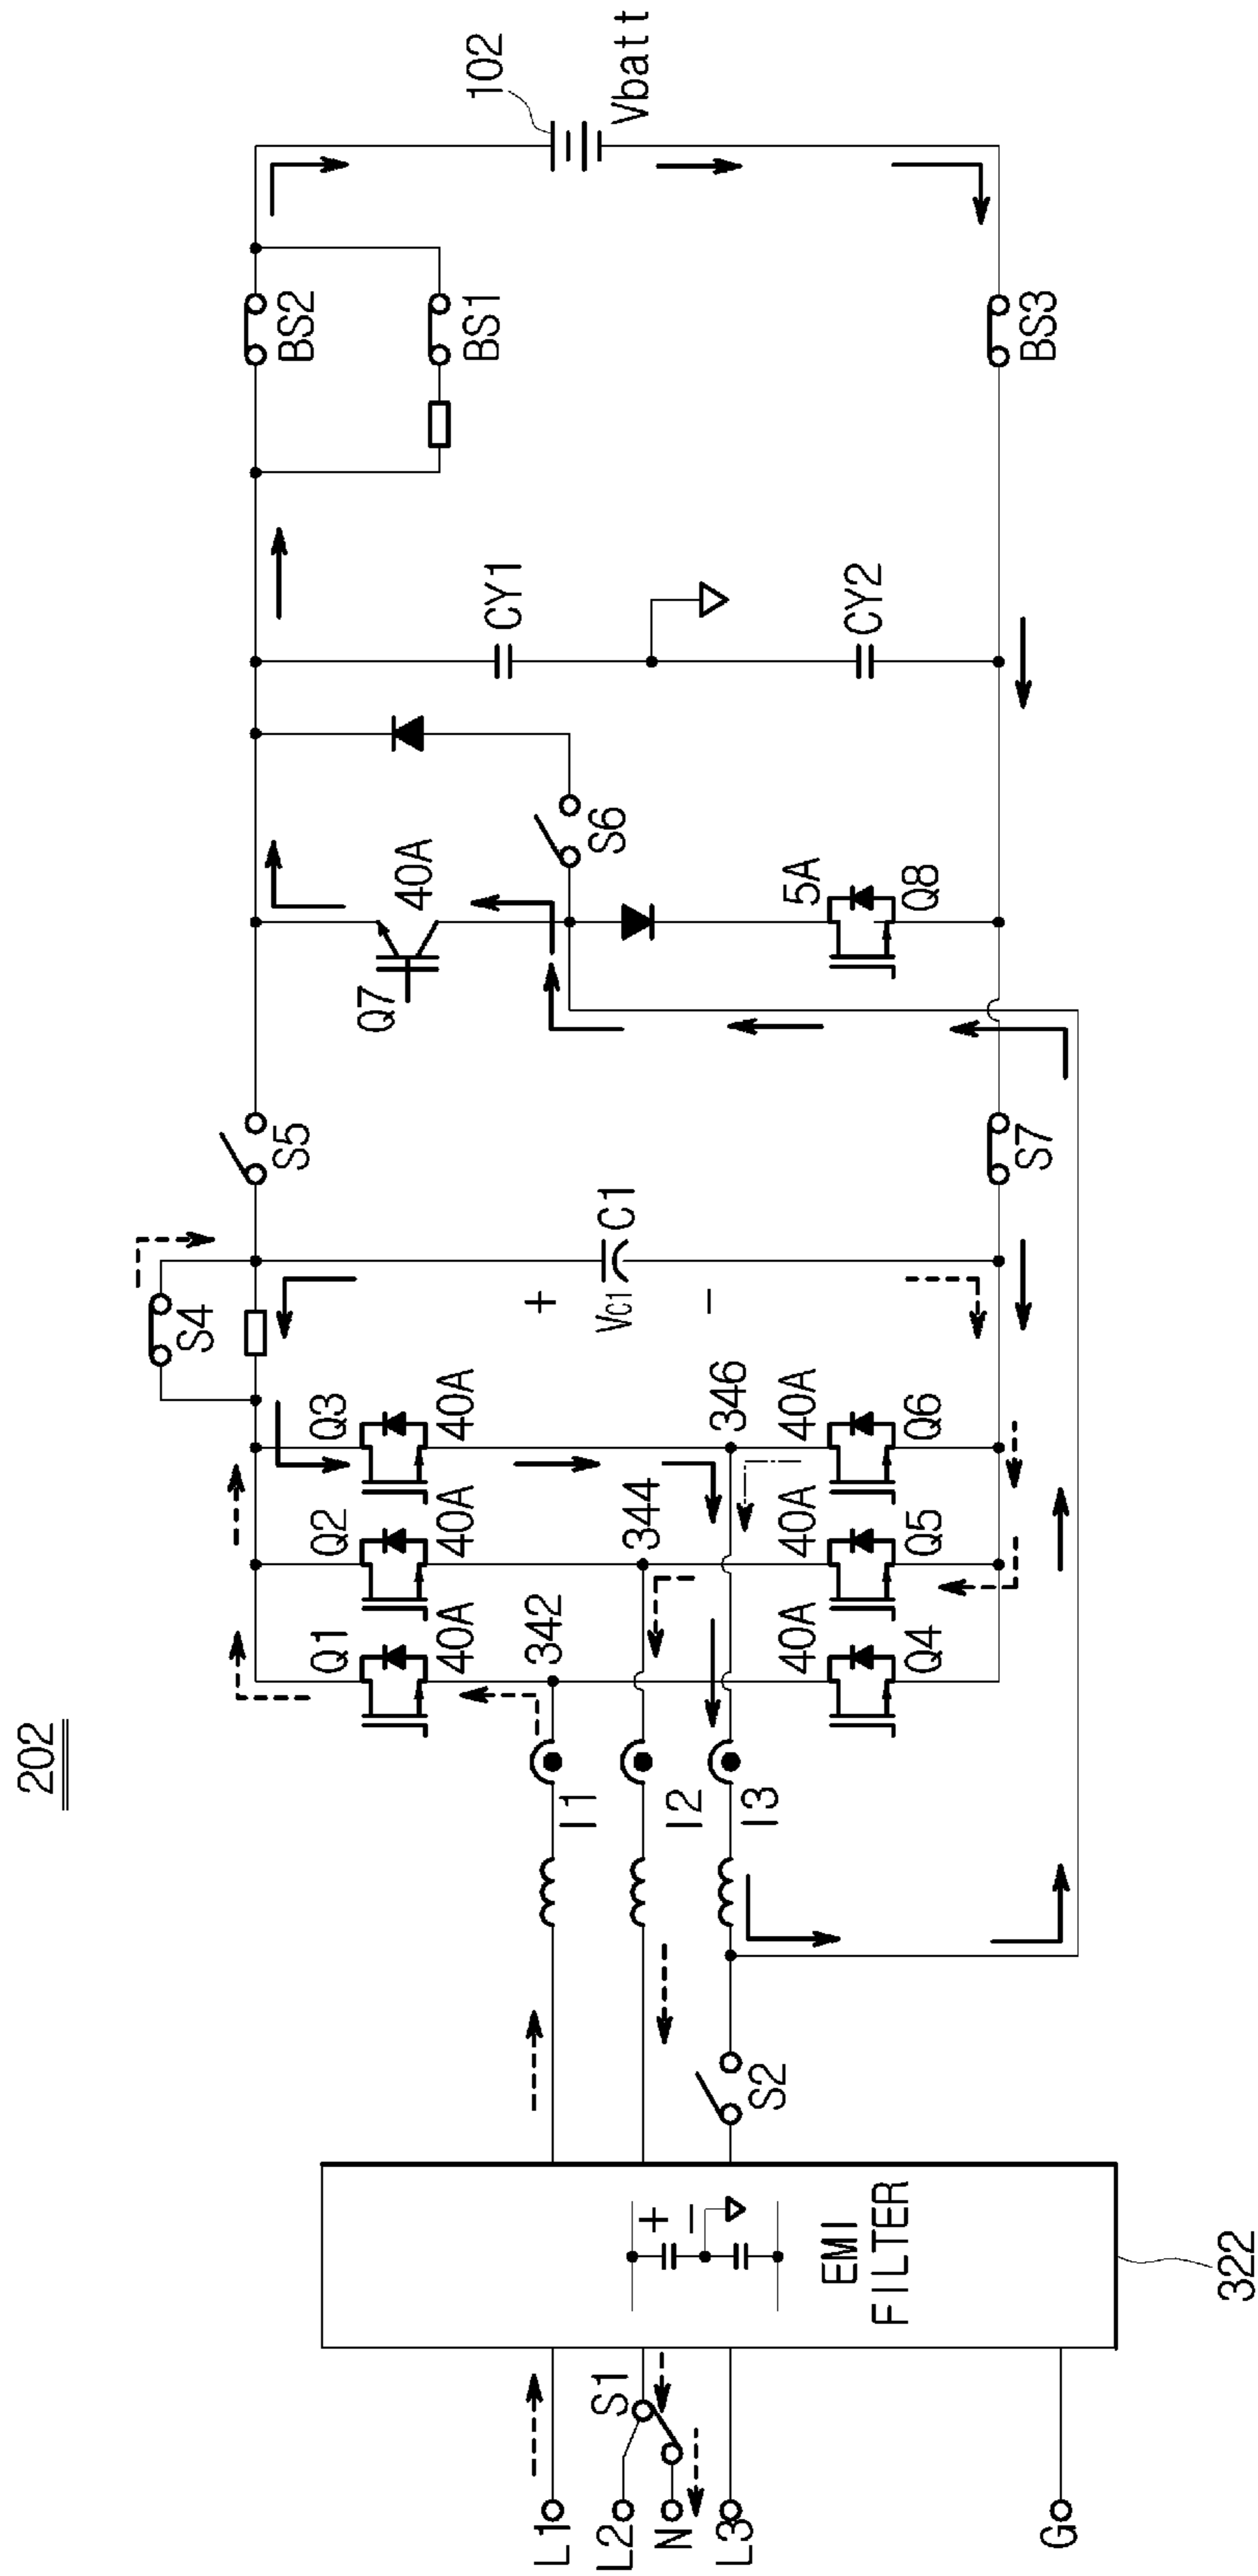 202
L1
L2
N
L3
G
S1
EMI
FILTER
+
−
322
S2
I1
I2
I3
342
344
346
Q1
40A
Q2
40A
Q3
40A
40A
Q4
40A
Q5
40A
Q6
S4
+
VC1
−
C1
S5
S7
Q7
40A
S6
5A
Q8
CY1
CY2
BS2
BS1
BS3
102
Vbatt